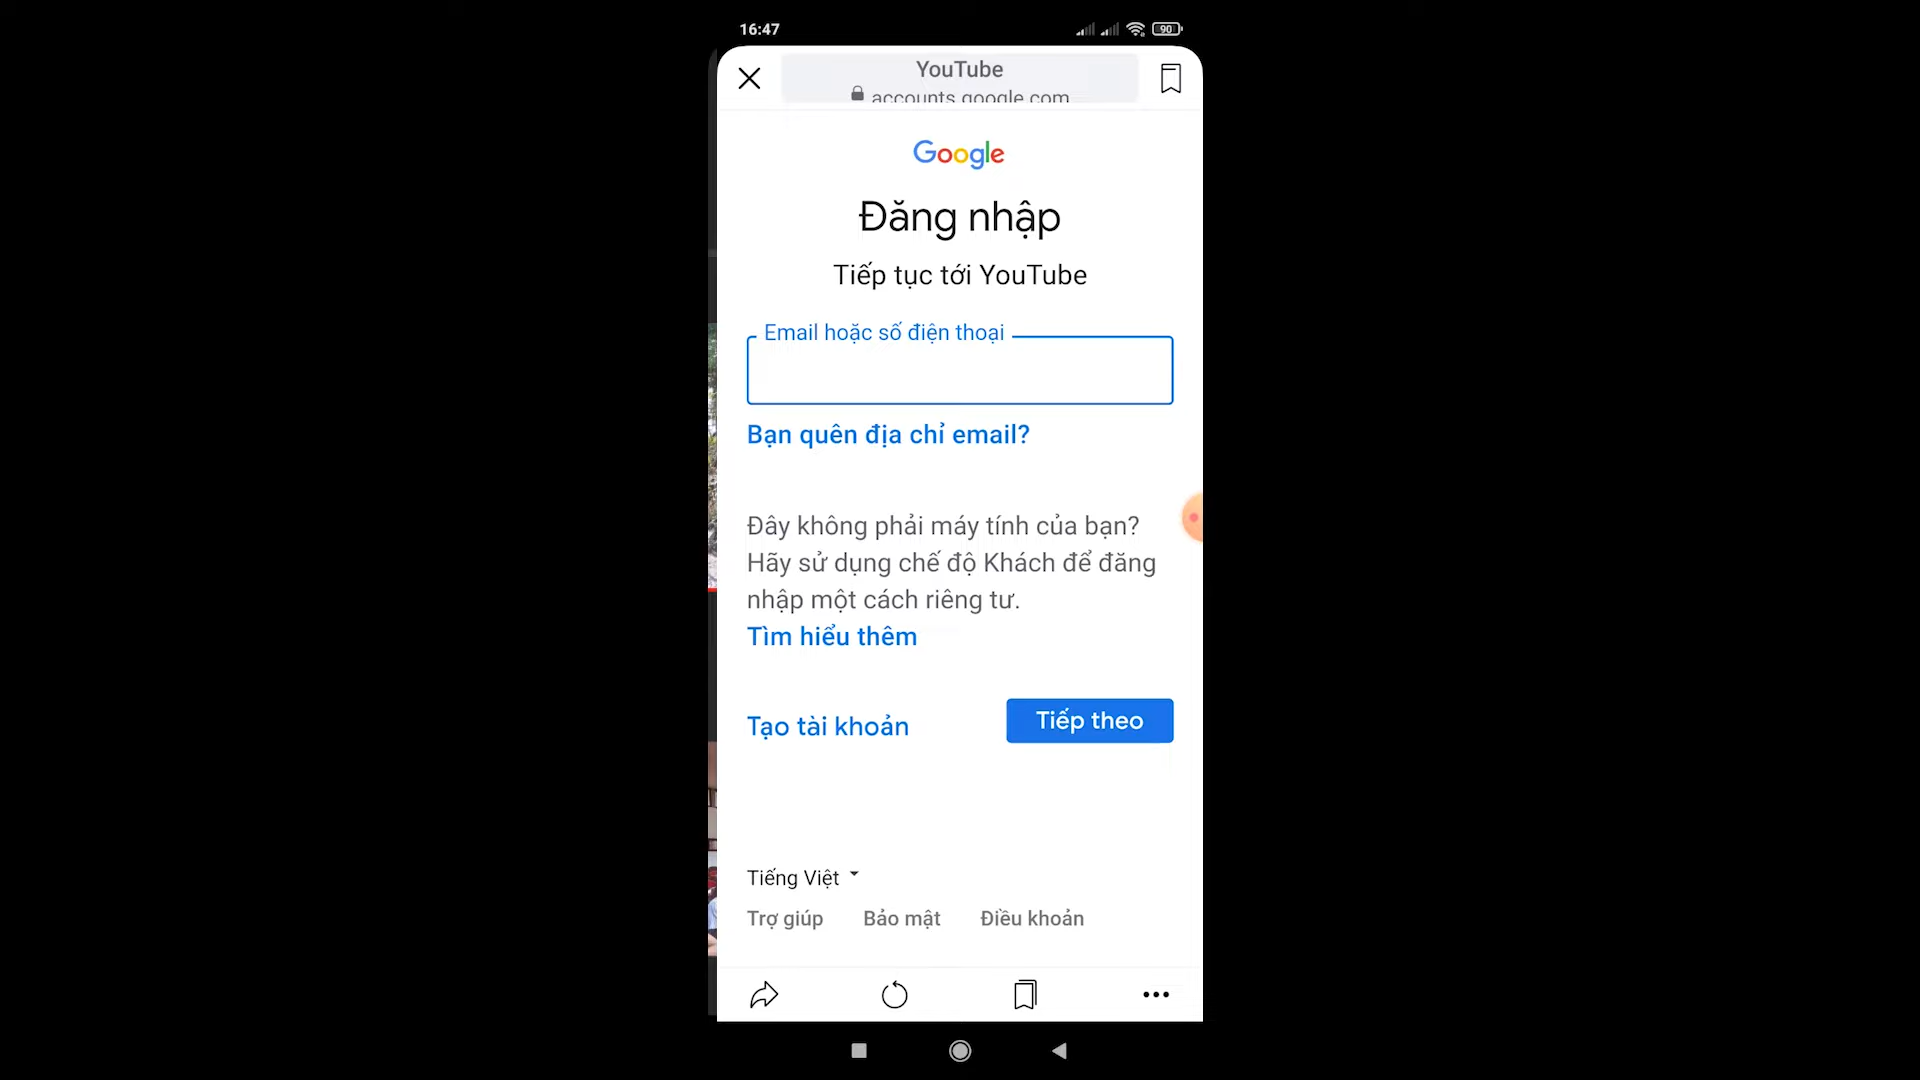 16:47
90
YouTube
accounts.google.com
Google
Đăng nhập
Tiếp tục tới YouTube
Email hoặc số điện thoại
Bạn quên địa chỉ email?
Đây không phải máy tính của bạn?
Hãy sử dụng chế độ Khách để đăng
nhập một cách riêng tư.
Tìm hiểu thêm
Tạo tài khoản
Tiếp theo
Tiếng Việt
Trợ giúp Bảo mật Điều khoản